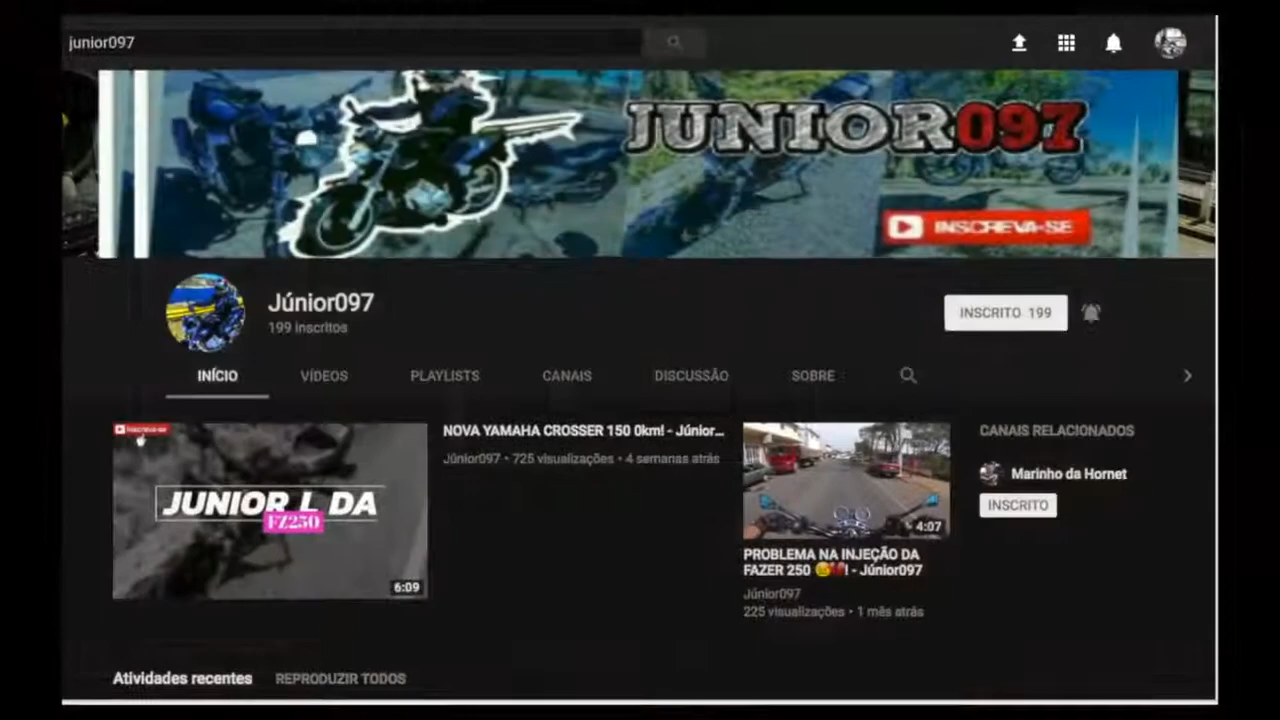 junior097
JUNIOR097
INSCREVA-SE
Júnior097
199 inscritos
INSCRITO 199
INÍCIO VÍDEOS PLAYLISTS CANAIS DISCUSSÃO SOBRE
Inscreva-se
JUNIOR L DA
FZ250
6:09
NOVA YAMAHA CROSSER 150 0km! - Júnior...
Júnior097 • 725 visualizações • 4 semanas atrás
4:07
PROBLEMA NA INJEÇÃO DA
FAZER 250 😢💔! - Júnior097
Júnior097
225 visualizações • 1 mês atrás
CANAIS RELACIONADOS
Marinho da Hornet
INSCRITO
Atividades recentes REPRODUZIR TODOS